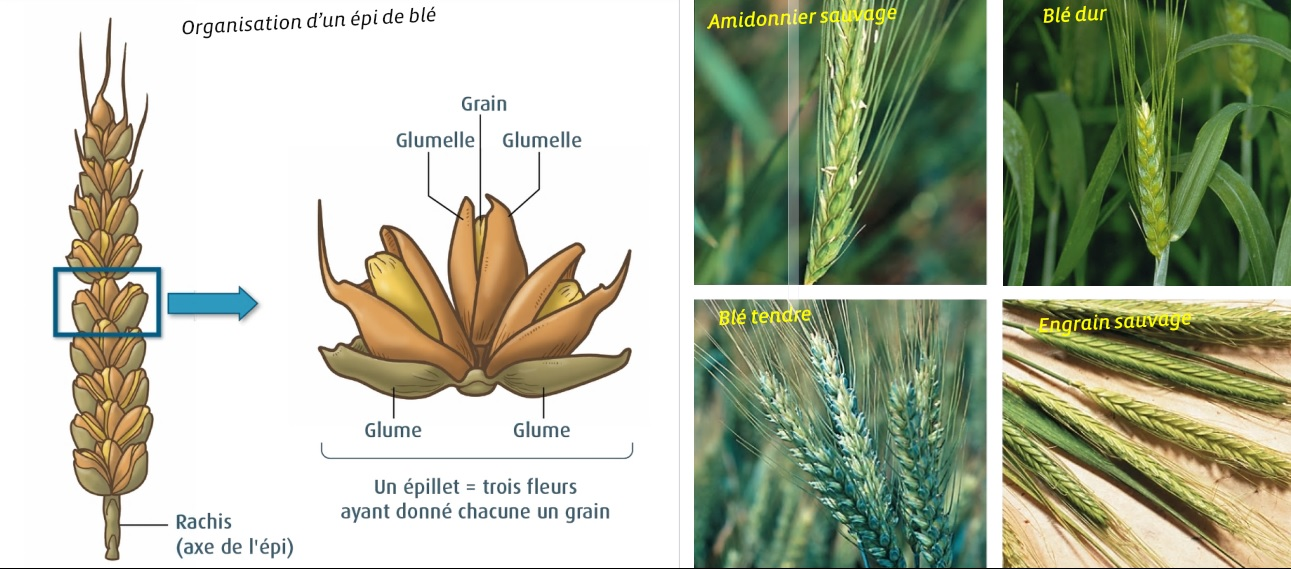 Organisation d'un épi de blé
Grain
Glumelle
Glumelle
Glume
Glume
Un épillet = trois fleurs
ayant donné chacune un grain
Rachis
(axe de l'épi)
Amidonnier sauvage
Blé dur
Blé tendre
Engrain sauvage